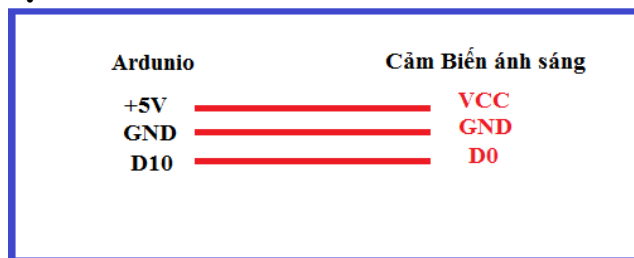 Ardunio Cảm Biến ánh sáng
+5V VCC
GND GND
D10 D0